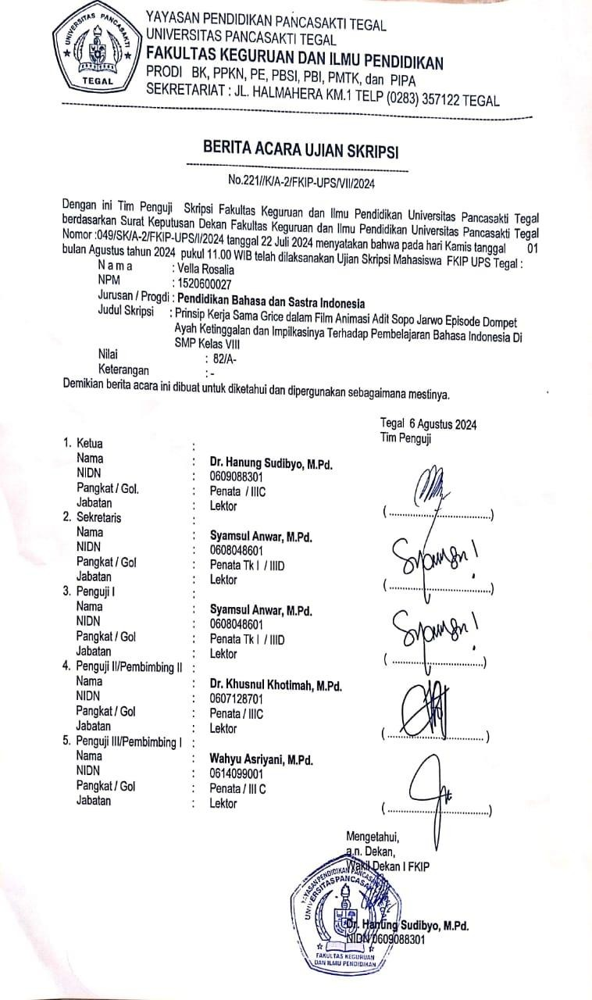 UNIVERSITAS PANCASAKTI
TEGAL
YAYASAN PENDIDIKAN PANCASAKTI TEGAL
UNIVERSITAS PANCASAKTI TEGAL
FAKULTAS KEGURUAN DAN ILMU PENDIDIKAN
PRODI BK, PPKN, PE, PBSI, PBI, PMTK, dan PIPA
SEKRETARIAT : JL. HALMAHERA KM.1 TELP (0283) 357122 TEGAL
BERITA ACARA UJIAN SKRIPSI
No.221//K/A-2/FKIP-UPS/VII/2024
Dengan ini Tim Penguji Skripsi Fakultas Keguruan dan Ilmu Pendidikan Universitas Pancasakti Tegal
berdasarkan Surat Keputusan Dekan Fakultas Keguruan dan Ilmu Pendidikan Universitas Pancasakti Tegal
Nomor :049/SK/A-2/FKIP-UPS/I/2024 tanggal 22 Juli 2024 menyatakan bahwa pada hari Kamis tanggal 01
bulan Agustus tahun 2024 pukul 11.00 WIB telah dilaksanakan Ujian Skripsi Mahasiswa FKIP UPS Tegal :
N a m a : Vella Rosalia
NPM : 1520600027
Jurusan / Progdi : Pendidikan Bahasa dan Sastra Indonesia
Judul Skripsi : Prinsip Kerja Sama Grice dalam Film Animasi Adit Sopo Jarwo Episode Dompet
Ayah Ketinggalan dan Impilkasinya Terhadap Pembelajaran Bahasa Indonesia Di
SMP Kelas VIII
Nilai : 82/A-
Keterangan : -
Demikian berita acara ini dibuat untuk diketahui dan dipergunakan sebagaimana mestinya.
Tegal 6 Agustus 2024
Tim Penguji
1. Ketua :
Nama : Dr. Hanung Sudibyo, M.Pd.
NIDN : 0609088301
Pangkat / Gol. : Penata / IIIC
Jabatan : Lektor
(...................................)
2. Sekretaris :
Nama : Syamsul Anwar, M.Pd.
NIDN : 0608048601
Pangkat / Gol : Penata Tk I / IIID
Jabatan : Lektor
(...................................)
3. Penguji I :
Nama : Syamsul Anwar, M.Pd.
NIDN : 0608048601
Pangkat / Gol : Penata Tk I / IIID
Jabatan : Lektor
(...................................)
4. Penguji II/Pembimbing II :
Nama : Dr. Khusnul Khotimah, M.Pd.
NIDN : 0607128701
Pangkat / Gol : Penata / IIIC
Jabatan : Lektor
(...................................)
5. Penguji III/Pembimbing I :
Nama : Wahyu Asriyani, M.Pd.
NIDN : 0614099001
Pangkat / Gol : Penata / III C
Jabatan : Lektor
(...................................)
Mengetahui,
a.n. Dekan,
Wakil Dekan I FKIP
YAYASAN PENDIDIKAN PANCASAKTI TEGAL
UNIVERSITAS PANCASAKTI
FAKULTAS KEGURUAN
DAN ILMU PENDIDIKAN
Dr. Hanung Sudibyo, M.Pd.
NIDN 0609088301